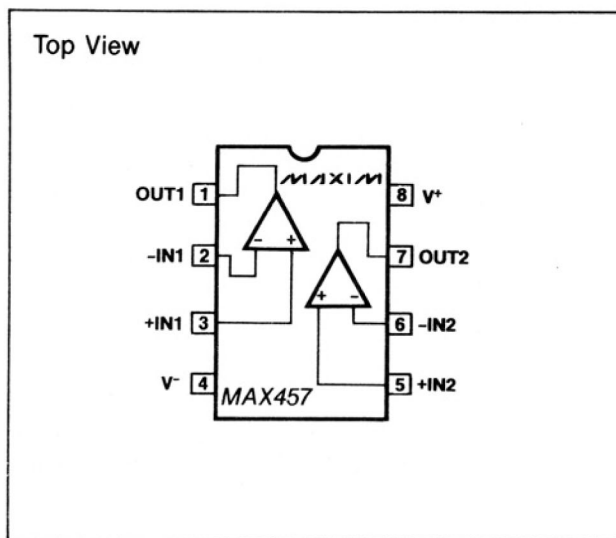 Top View
MAXIM
OUT1 1
8 V⁺
-IN1 2
- +
7 OUT2
+IN1 3
+ -
6 -IN2
V⁻ 4
MAX457
5 +IN2